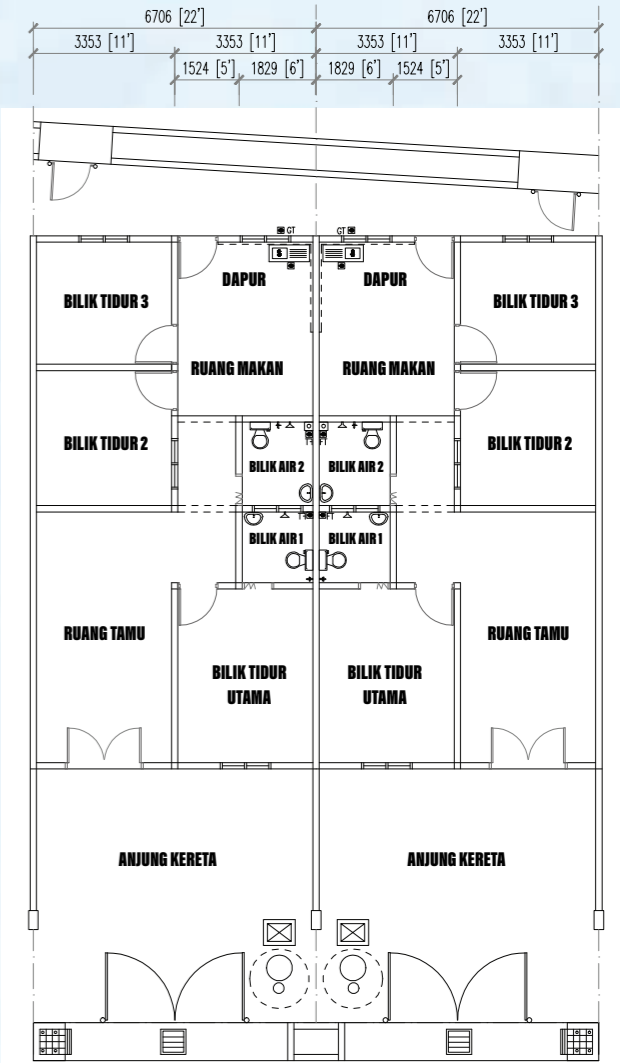 6706 [22'] 6706 [22']
3353 [11'] 3353 [11'] 3353 [11'] 3353 [11']
1524 [5'] 1829 [6'] 1829 [6'] 1524 [5']
GT GT
DAPUR DAPUR
BILIK TIDUR 3 BILIK TIDUR 3
RUANG MAKAN RUANG MAKAN
BILIK TIDUR 2 BILIK TIDUR 2
BILIK AIR 2 BILIK AIR 2
BILIK AIR 1 BILIK AIR 1
RUANG TAMU RUANG TAMU
BILIK TIDUR
UTAMA
BILIK TIDUR
UTAMA
ANJUNG KERETA ANJUNG KERETA